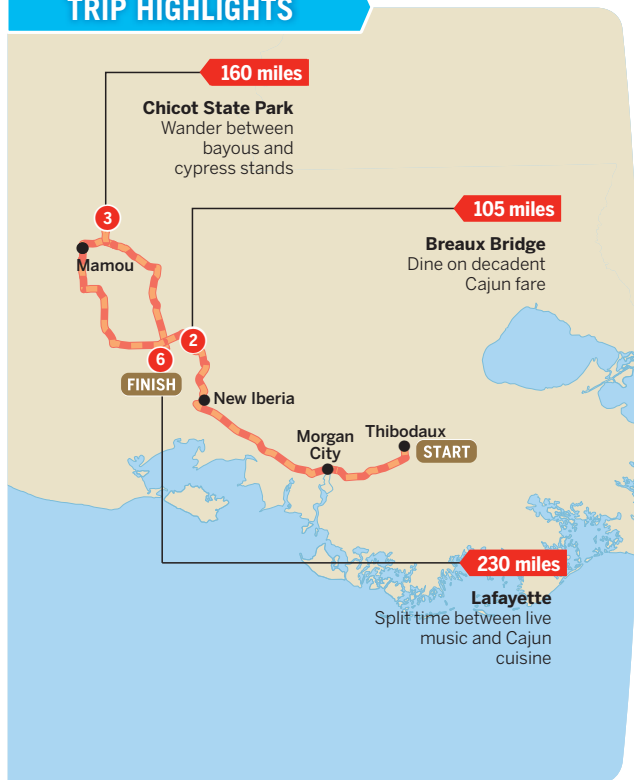 TRIP HIGHLIGHTS
160 miles
Chicot State Park
Wander between
bayous and
cypress stands
3
105 miles
Breaux Bridge
Dine on decadent
Cajun fare
Mamou
2
6
FINISH
New Iberia
Morgan
City
Thibodaux
START
230 miles
Lafayette
Split time between live
music and Cajun
cuisine